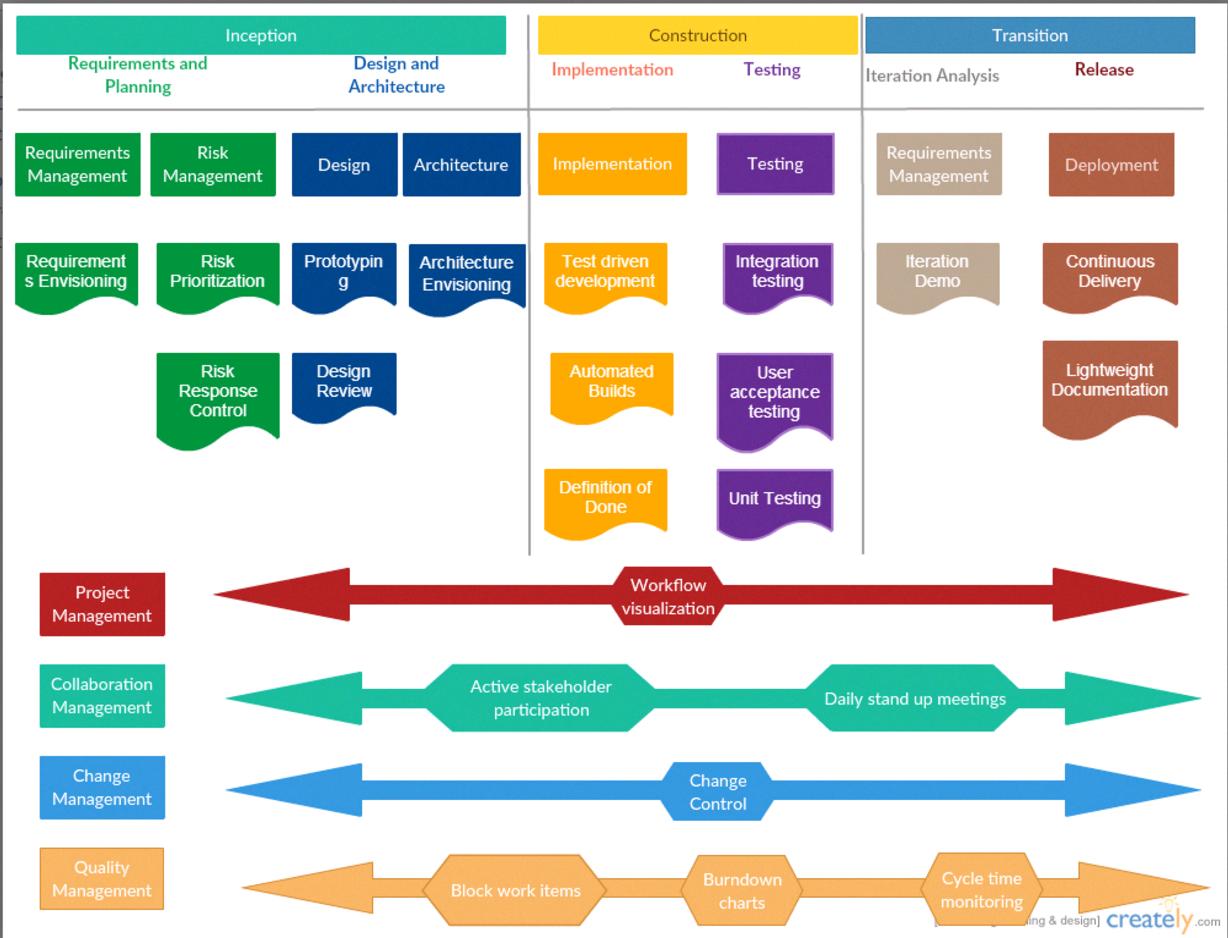 Inception
Construction
Transition
Requirements and
Planning
Design and
Architecture
Implementation
Testing
Iteration Analysis
Release
Requirements
Management
Risk
Management
Design
Architecture
Implementation
Testing
Requirements
Management
Deployment
Requirement
s Envisioning
Risk
Prioritization
Prototypin
g
Architecture
Envisioning
Test driven
development
Integration
testing
Iteration
Demo
Continuous
Delivery
Risk
Response
Control
Design
Review
Automated
Builds
User
acceptance
testing
Lightweight
Documentation
Definition of
Done
Unit Testing
Project
Management
Workflow
visualization
Collaboration
Management
Active stakeholder
participation
Daily stand up meetings
Change
Management
Change
Control
Quality
Management
Block work items
Burndown
charts
Cycle time
monitoring
& design]
creately.com